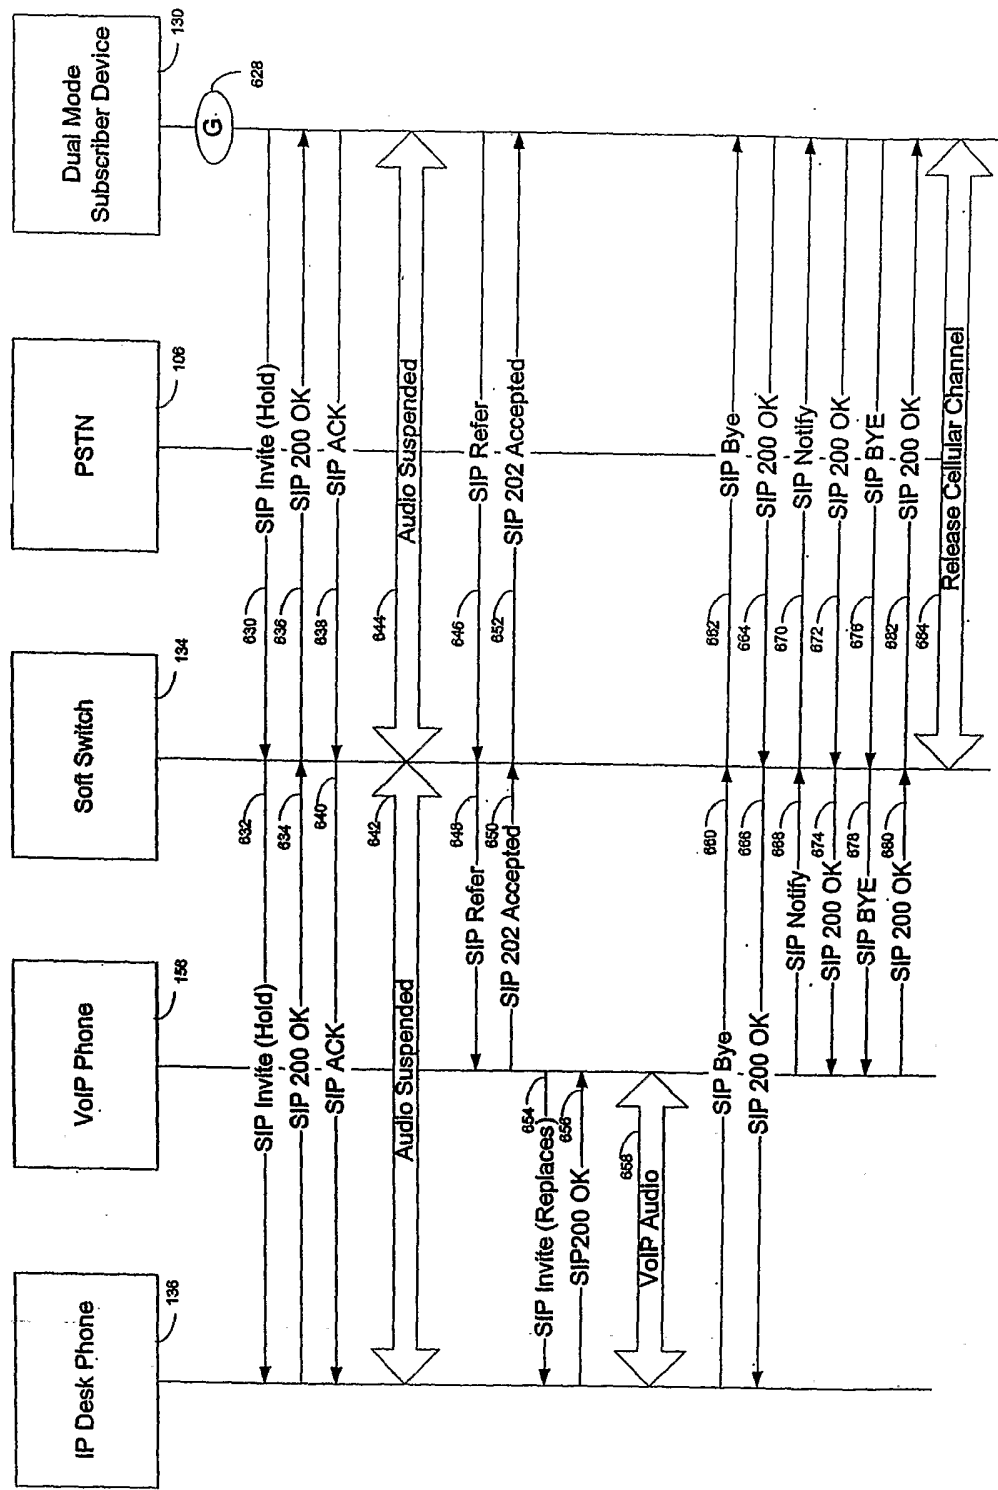 IP Desk Phone
136
VoIP Phone
158
Soft Switch
134
PSTN
106
Dual Mode
Subscriber Device
130
G
628
SIP Invite (Hold)
632
630
SIP Invite (Hold)
SIP 200 OK
634
636
SIP 200 OK
SIP ACK
640
638
SIP ACK
Audio Suspended
642
644
Audio Suspended
SIP Refer
648
646
SIP Refer
SIP 202 Accepted
650
652
SIP 202 Accepted
SIP Invite (Replaces)
654
SIP200 OK
656
VoIP Audio
658
SIP Bye
660
662
SIP Bye
SIP 200 OK
666
664
SIP 200 OK
SIP Notify
668
670
SIP Notify
SIP 200 OK
674
672
SIP 200 OK
SIP BYE
678
676
SIP BYE
SIP 200 OK
680
682
SIP 200 OK
684
Release Cellular Channel